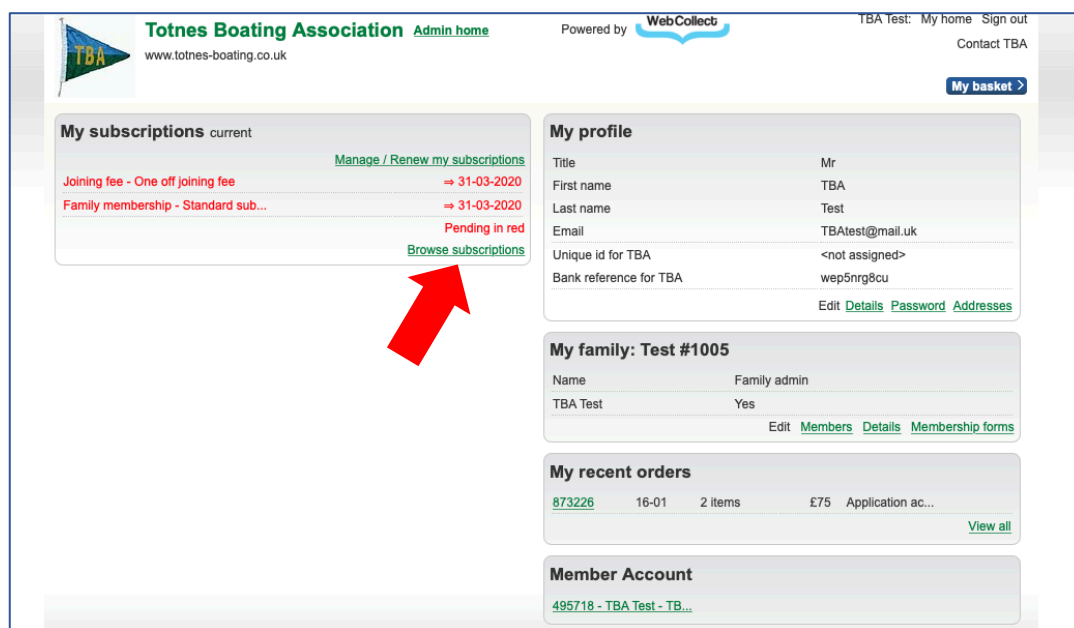 Totnes Boating Association Admin home
www.totnes-boating.co.uk
TBA
Powered by WebCollect
TBA Test: My home Sign out
Contact TBA
My basket >
My subscriptions current
Manage / Renew my subscriptions
Joining fee - One off joining fee ⇒ 31-03-2020
Family membership - Standard sub... ⇒ 31-03-2020
Pending in red
Browse subscriptions
My profile
Title Mr
First name TBA
Last name Test
Email TBAtest@mail.uk
Unique id for TBA <not assigned>
Bank reference for TBA wep5nrg8cu
Edit Details Password Addresses
My family: Test #1005
Name Family admin
TBA Test Yes
Edit Members Details Membership forms
My recent orders
873226 16-01 2 items £75 Application ac...
View all
Member Account
495718 - TBA Test - TB...